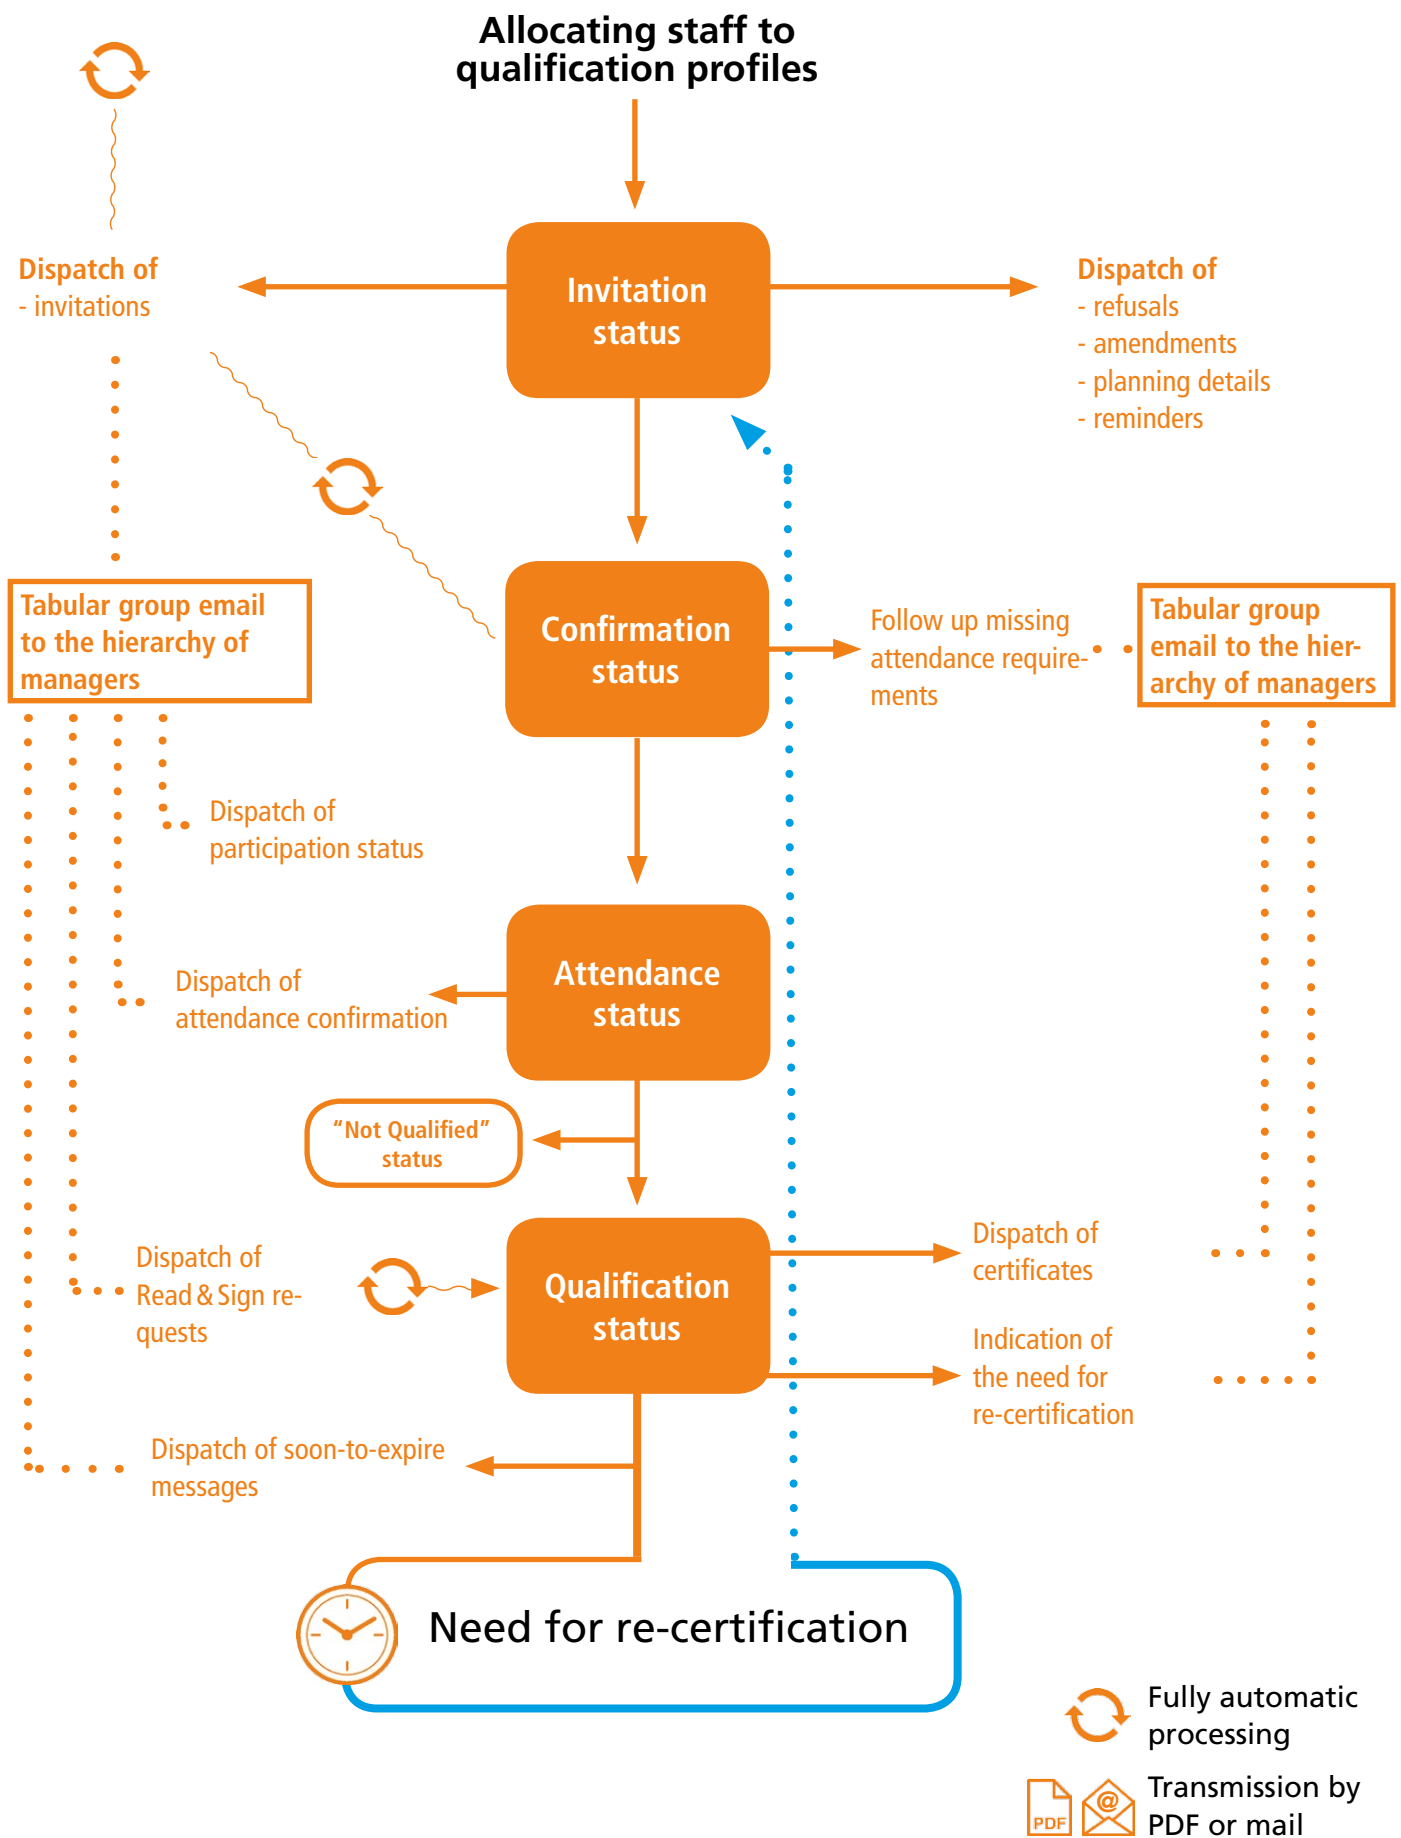 Allocating staff to
qualification profiles
Dispatch of
- invitations
Invitation
status
Dispatch of
- refusals
- amendments
- planning details
- reminders
Tabular group email
to the hierarchy of
managers
Confirmation
status
Follow up missing
attendance require-
ments
Tabular group
email to the hier-
archy of managers
Dispatch of
participation status
Dispatch of
attendance confirmation
Attendance
status
“Not Qualified”
status
Dispatch of
Read & Sign re-
quests
Qualification
status
Dispatch of
certificates
Indication of
the need for
re-certification
Dispatch of soon-to-expire
messages
Need for re-certification
Fully automatic
processing
PDF
@
Transmission by
PDF or mail